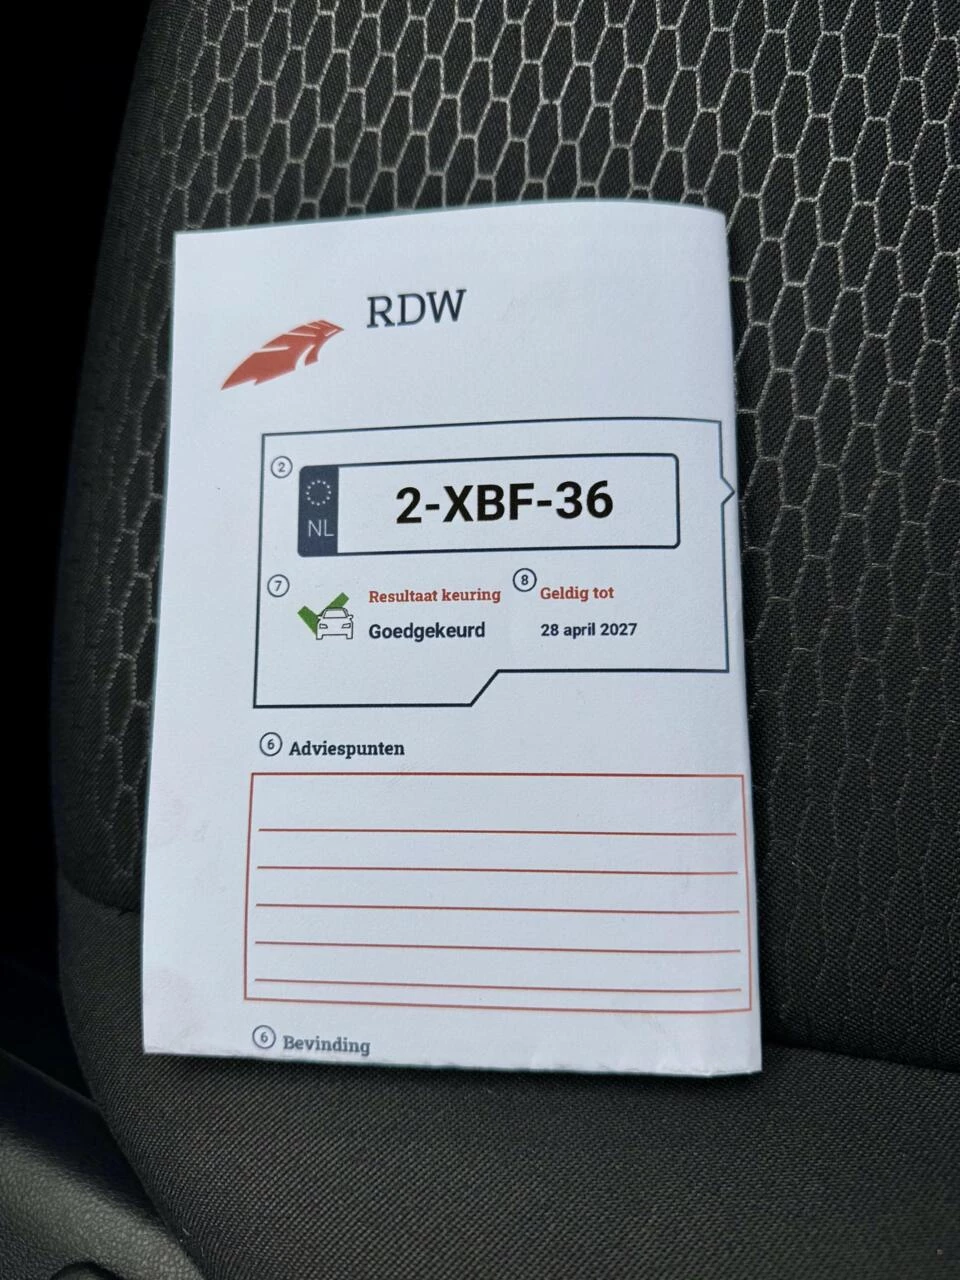 RDW
2
NL 2-XBF-36
7 Resultaat keuring 8 Geldig tot
Goedgekeurd 28 april 2027
6 Adviespunten
6 Bevinding